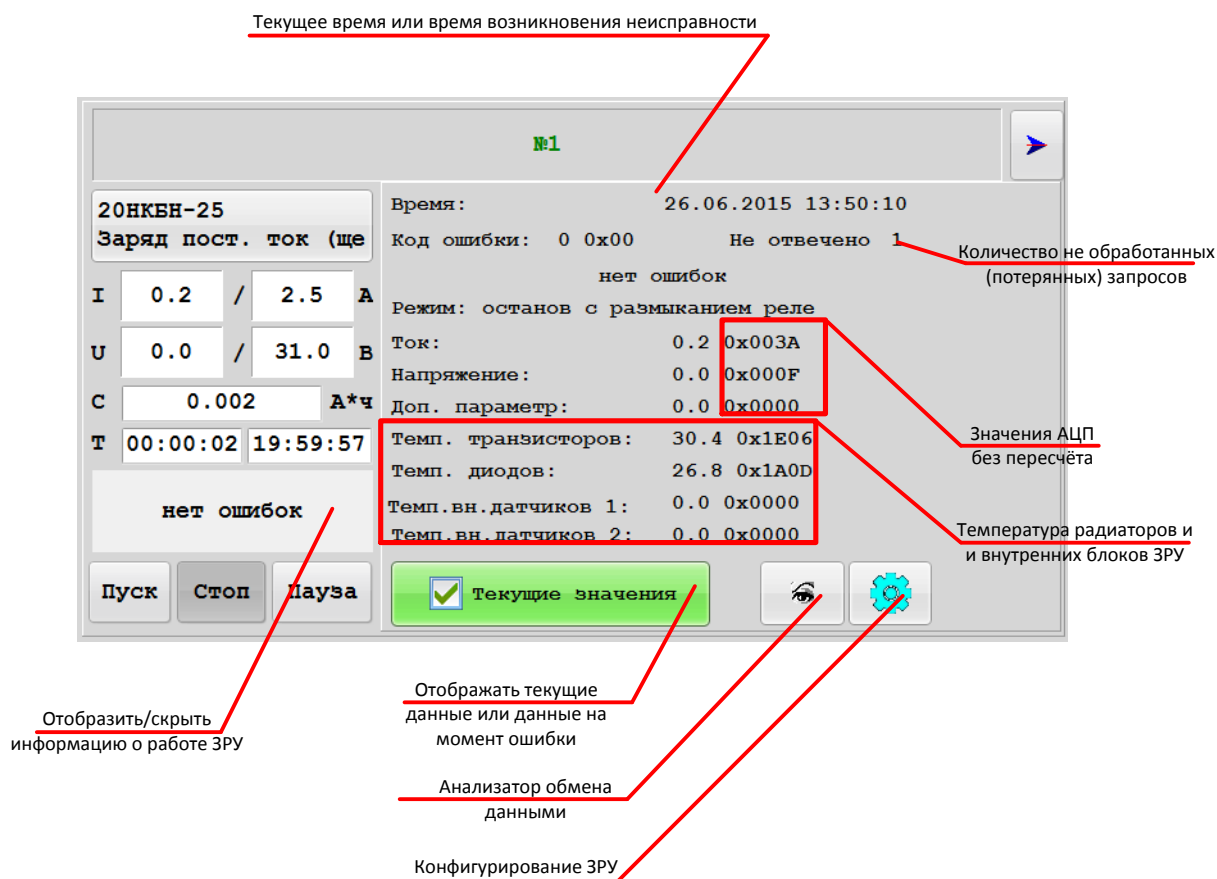 Текущее время или время возникновения неисправности
№1
20НКБН-25
Заряд пост. ток (ще
I 0.2 / 2.5 А
U 0.0 / 31.0 В
С 0.002 А*ч
Т 00:00:02 19:59:57
нет ошибок
Пуск Стоп Пауза
Время: 26.06.2015 13:50:10
Код ошибки: 0 0x00 Не отвечено 1
нет ошибок
Режим: останов с размыканием реле
Ток: 0.2 0x003A
Напряжение: 0.0 0x000F
Доп. параметр: 0.0 0x0000
Темп. транзисторов: 30.4 0x1E06
Темп. диодов: 26.8 0x1A0D
Темп.вн.датчиков 1: 0.0 0x0000
Темп.вн.датчиков 2: 0.0 0x0000
Текущие значения
Количество не обработанных
(потерянных) запросов
Значения АЦП
без пересчёта
Температура радиаторов и
и внутренних блоков ЗРУ
Отобразить/скрыть
информацию о работе ЗРУ
Отображать текущие
данные или данные на
момент ошибки
Анализатор обмена
данными
Конфигурирование ЗРУ